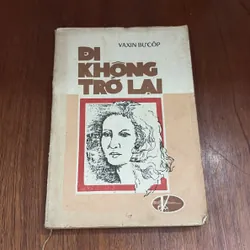 VAXIN BƯCỐP
ĐI
KHÔNG
TRỞ LẠI